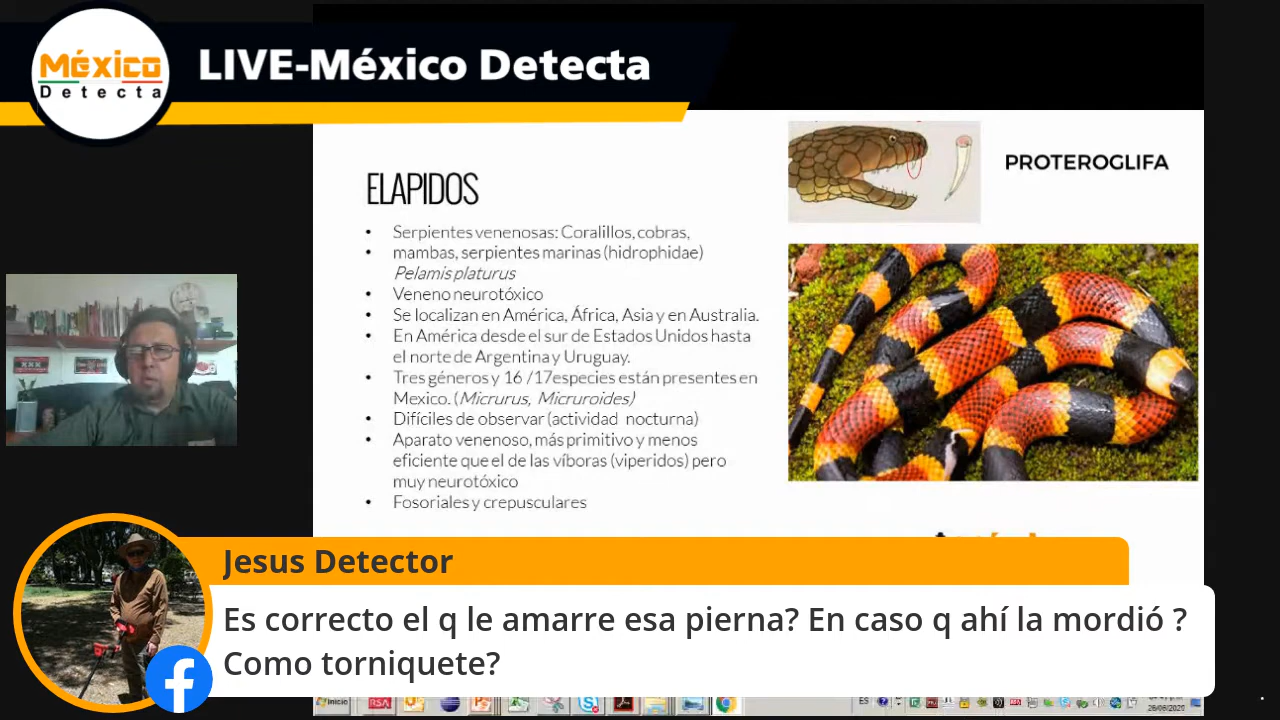 México
Detecta
LIVE-México Detecta
PROTEROGLIFA
ELAPIDOS
• Serpientes venenosas: Coralillos, cobras,
• mambas, serpientes marinas (hidrophidae)
Pelamis platurus
• Veneno neurotóxico
• Se localizan en América, África, Asia y en Australia.
• En América desde el sur de Estados Unidos hasta
el norte de Argentina y Uruguay.
• Tres géneros y 16 /17especies están presentes en
Mexico. (Micrurus, Micruroides)
• Difíciles de observar (actividad nocturna)
• Aparato venenoso, más primitivo y menos
eficiente que el de las víboras (viperidos) pero
muy neurotóxico
• Fosoriales y crepusculares
Jesus Detector
Es correcto el q le amarre esa pierna? En caso q ahí la mordió ?
Como torniquete?
Inicio
RSA
ES